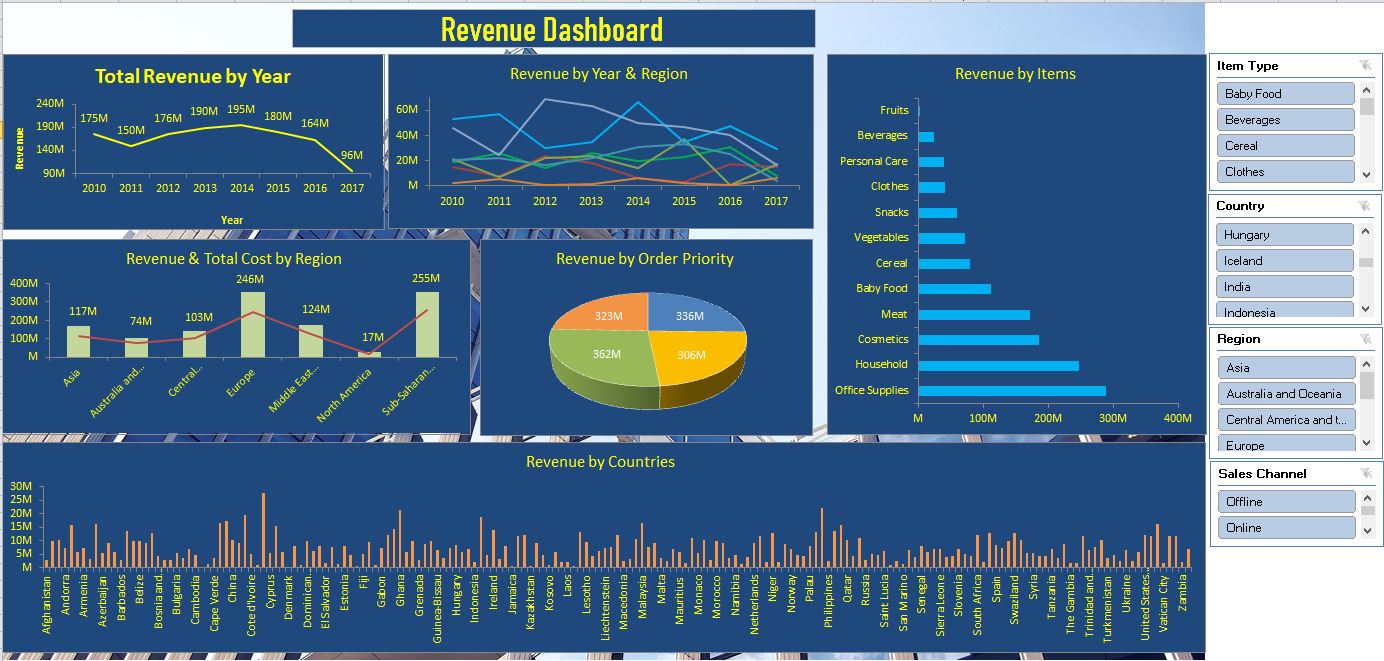 Revenue Dashboard
Total Revenue by Year
240M
190M
140M
90M
Revenue
175M 150M 176M 190M 195M 180M 164M 96M
2010 2011 2012 2013 2014 2015 2016 2017
Year
Revenue by Year & Region
60M
40M
20M
M
2010 2011 2012 2013 2014 2015 2016 2017
Revenue by Items
Fruits
Beverages
Personal Care
Clothes
Snacks
Vegetables
Cereal
Baby Food
Meat
Cosmetics
Household
Office Supplies
M 100M 200M 300M 400M
Item Type
Baby Food
Beverages
Cereal
Clothes
Country
Hungary
Iceland
India
Indonesia
Region
Asia
Australia and Oceania
Central America and t...
Europe
Sales Channel
Offline
Online
Revenue & Total Cost by Region
400M
300M
200M
100M
M
117M 74M 103M 246M 124M 17M 255M
Asia
Australia and...
Central...
Europe
Middle East...
North America
Sub-Saharan...
Revenue by Order Priority
323M 336M
362M 306M
Revenue by Countries
30M
25M
20M
15M
10M
5M
M
Afghanistan
Andorra
Armenia
Azerbaijan
Barbados
Belize
Bosnia and...
Bulgaria
Cambodia
Cape Verde
China
Cote d'Ivoire
Cyprus
Denmark
Dominican...
El Salvador
Estonia
Fiji
Gabon
Ghana
Grenada
Guinea-Bissau
Hungary
Indonesia
Ireland
Jamaica
Kazakhstan
Kosovo
Laos
Lesotho
Liechtenstein
Macedonia
Malaysia
Malta
Mauritius
Monaco
Morocco
Namibia
Netherlands
Niger
Norway
Palau
Philippines
Qatar
Russia
Saint Lucia
San Marino
Senegal
Sierra Leone
Slovenia
South Africa
Spain
Swaziland
Syria
Tanzania
The Gambia
Trinidad and...
Turkmenistan
Ukraine
United States...
Vatican City
Zambia